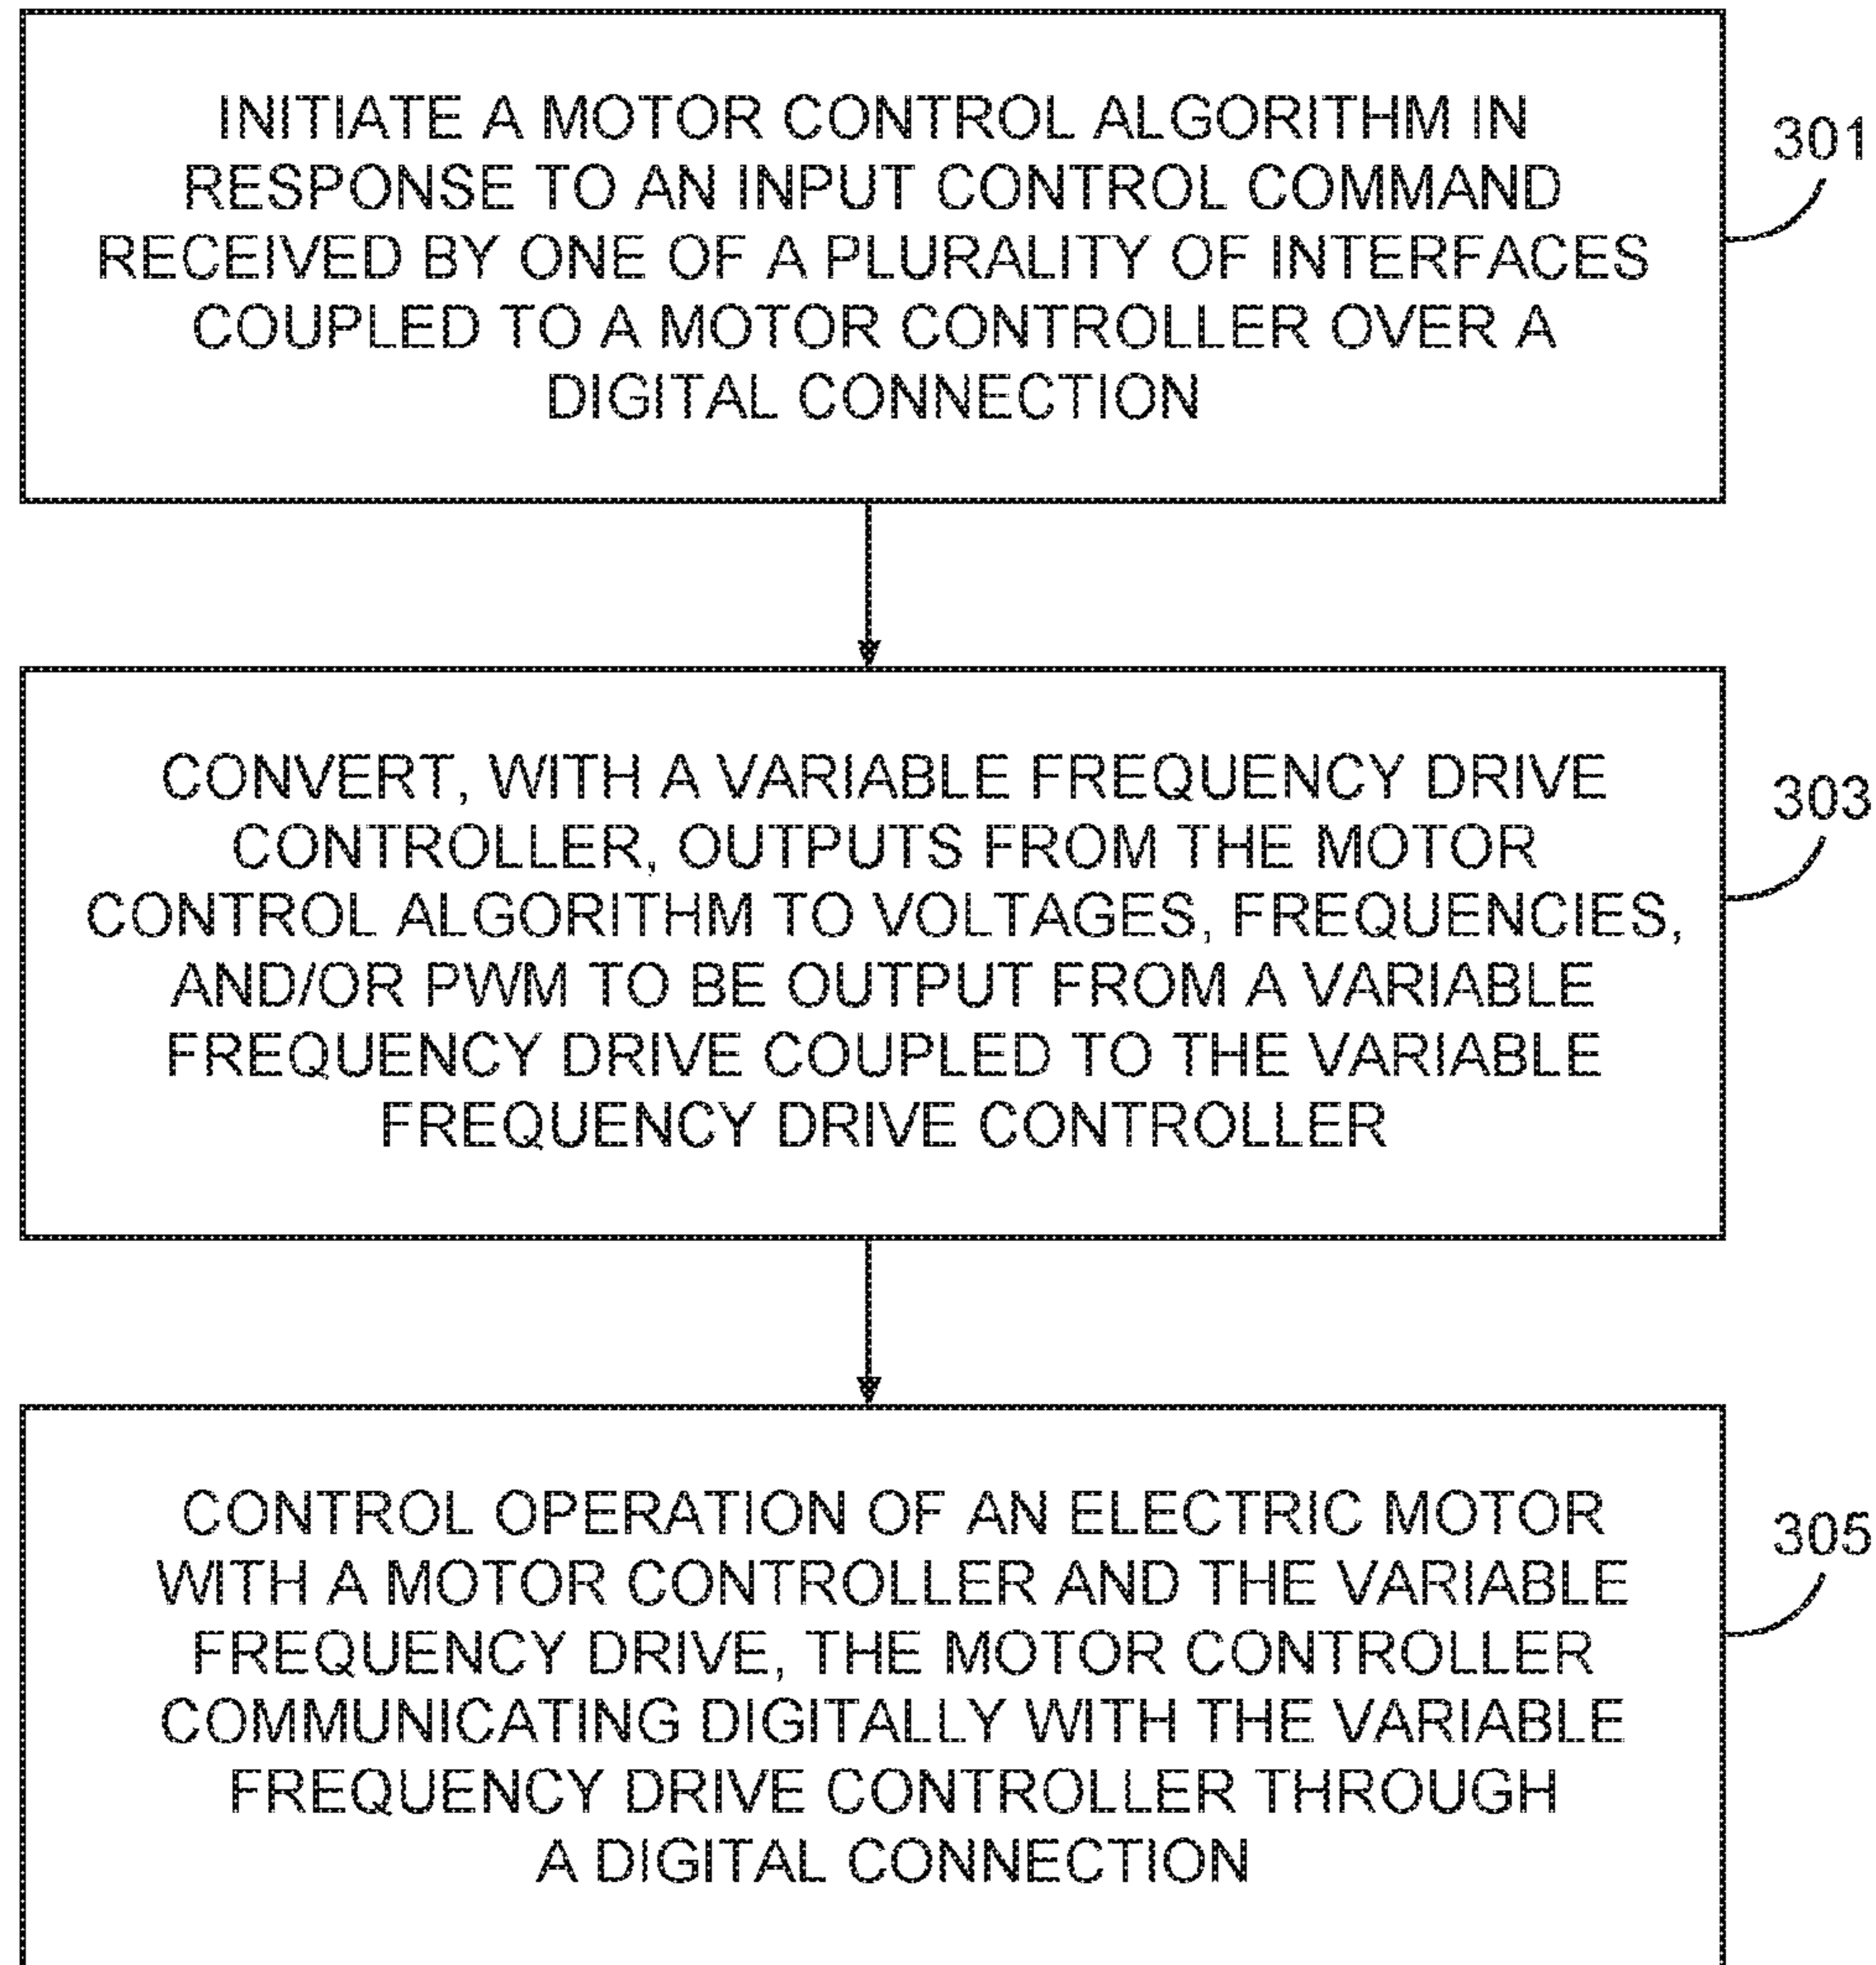 INITIATE A MOTOR CONTROL ALGORITHM IN
RESPONSE TO AN INPUT CONTROL COMMAND
RECEIVED BY ONE OF A PLURALITY OF INTERFACES
COUPLED TO A MOTOR CONTROLLER OVER A
DIGITAL CONNECTION
301
CONVERT, WITH A VARIABLE FREQUENCY DRIVE
CONTROLLER, OUTPUTS FROM THE MOTOR
CONTROL ALGORITHM TO VOLTAGES, FREQUENCIES,
AND/OR PWM TO BE OUTPUT FROM A VARIABLE
FREQUENCY DRIVE COUPLED TO THE VARIABLE
FREQUENCY DRIVE CONTROLLER
303
CONTROL OPERATION OF AN ELECTRIC MOTOR
WITH A MOTOR CONTROLLER AND THE VARIABLE
FREQUENCY DRIVE, THE MOTOR CONTROLLER
COMMUNICATING DIGITALLY WITH THE VARIABLE
FREQUENCY DRIVE CONTROLLER THROUGH
A DIGITAL CONNECTION
305